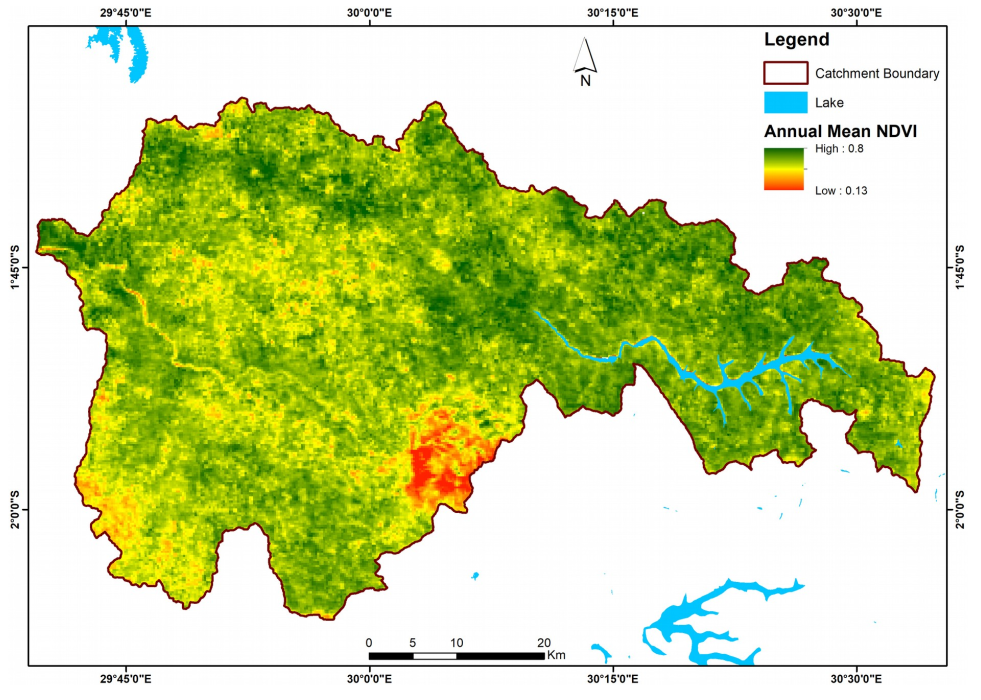 29°45'0"E 30°0'0"E 30°15'0"E 30°30'0"E
Legend
Catchment Boundary
Lake
Annual Mean NDVI
High : 0.8
Low : 0.13
N
1°45'0"S 1°45'0"S
2°0'0"S 2°0'0"S
0 5 10 20
Km
29°45'0"E 30°0'0"E 30°15'0"E 30°30'0"E